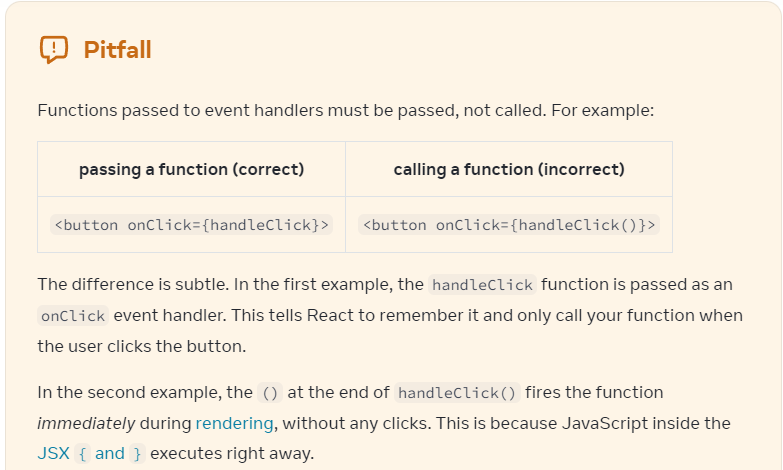 Pitfall
Functions passed to event handlers must be passed, not called. For example:
passing a function (correct)
calling a function (incorrect)
<button onClick={handleClick}>
<button onClick={handleClick()}>
The difference is subtle. In the first example, the handleClick function is passed as an
onClick event handler. This tells React to remember it and only call your function when
the user clicks the button.
In the second example, the () at the end of handleClick() fires the function
immediately during rendering, without any clicks. This is because JavaScript inside the
JSX { and } executes right away.